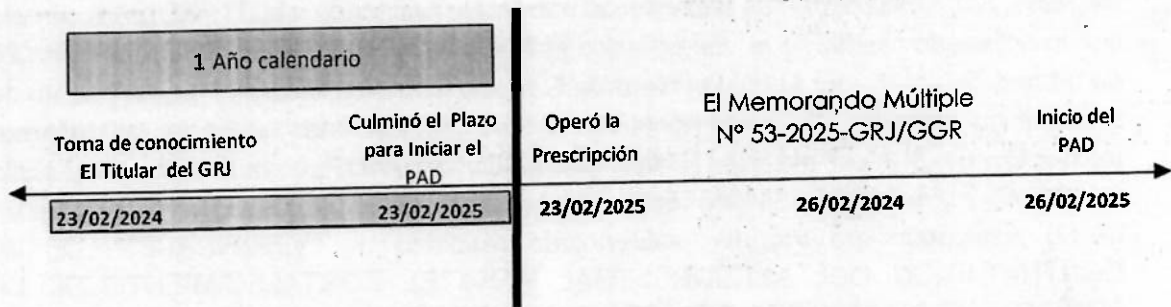 1 Año calendario
Toma de conocimiento
El Titular del GRJ
Culminó el Plazo
para Iniciar el
PAD
Operó la
Prescripción
El Memorando Múltiple
Nº 53-2025-GRJ/GGR
Inicio del
PAD
23/02/2024
23/02/2025
23/02/2025
26/02/2024
26/02/2025